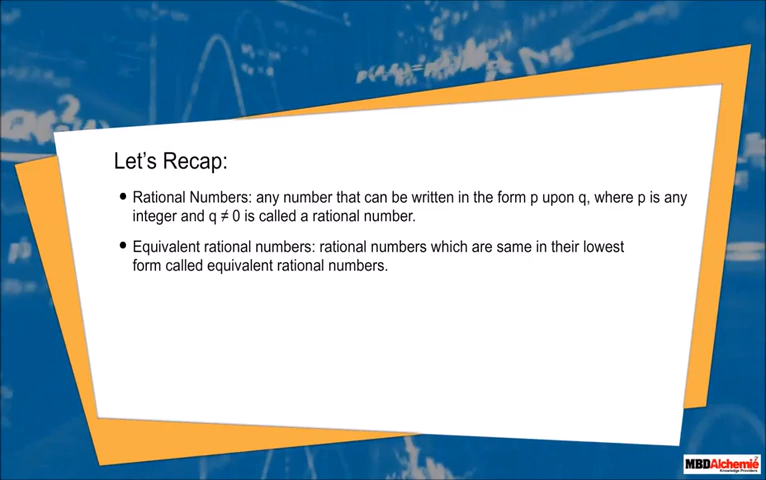 Let's Recap:
● Rational Numbers: any number that can be written in the form p upon q, where p is any
integer and q ≠ 0 is called a rational number.
● Equivalent rational numbers: rational numbers which are same in their lowest
form called equivalent rational numbers.
MBDAlchemie
Knowledge Providers